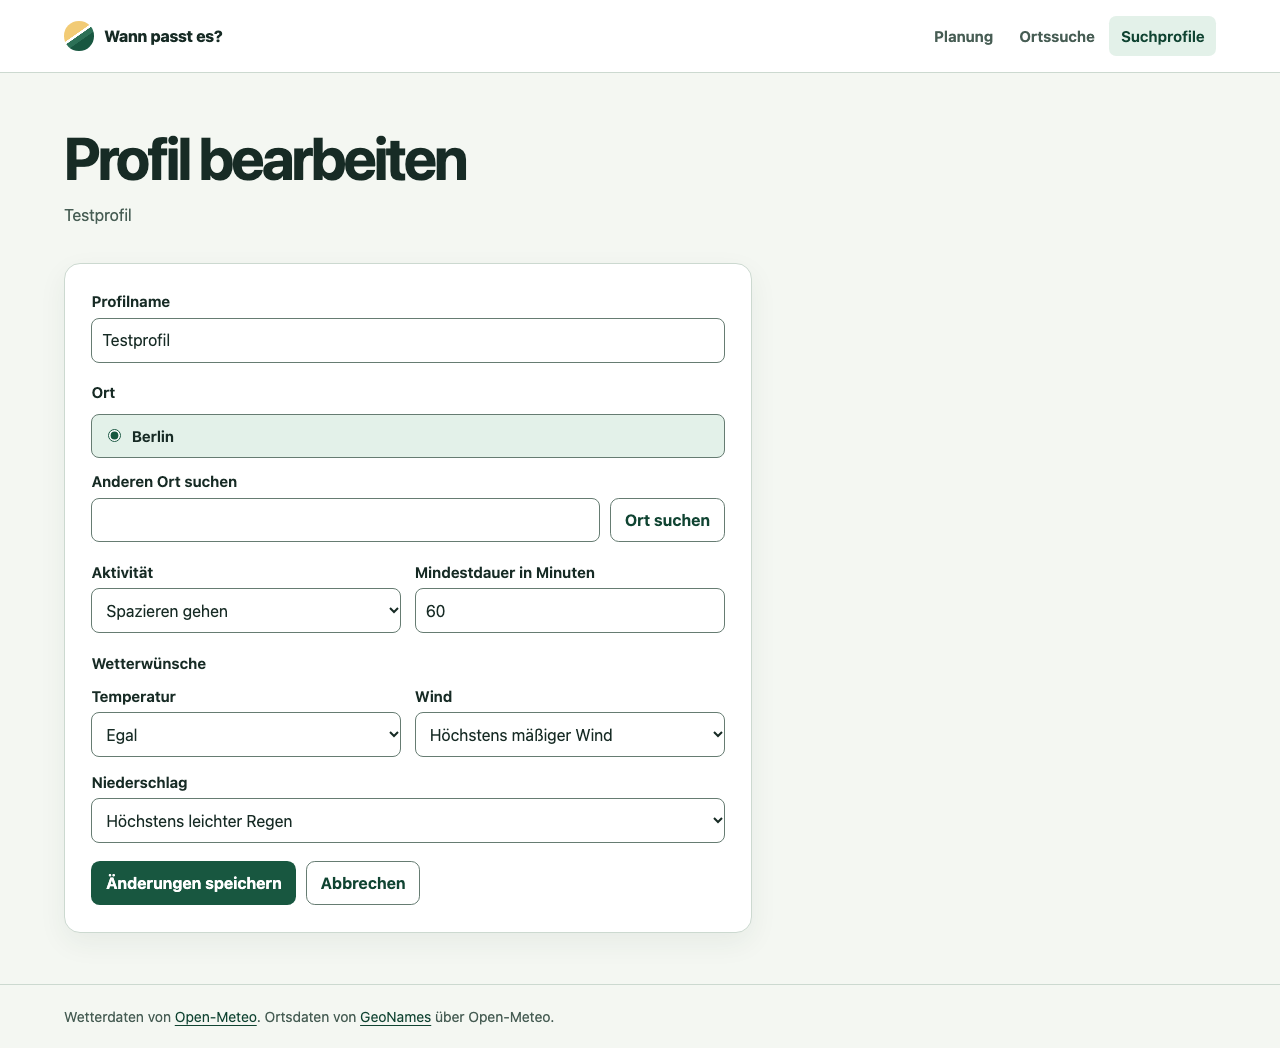 Wann passt es?
Planung Ortssuche Suchprofile
Profil bearbeiten
Testprofil
Profilname
Testprofil
Ort
Berlin
Anderen Ort suchen
Ort suchen
Aktivität Mindestdauer in Minuten
Spazieren gehen 60
Wetterwünsche
Temperatur Wind
Egal Höchstens mäßiger Wind
Niederschlag
Höchstens leichter Regen
Änderungen speichern Abbrechen
Wetterdaten von Open-Meteo. Ortsdaten von GeoNames über Open-Meteo.